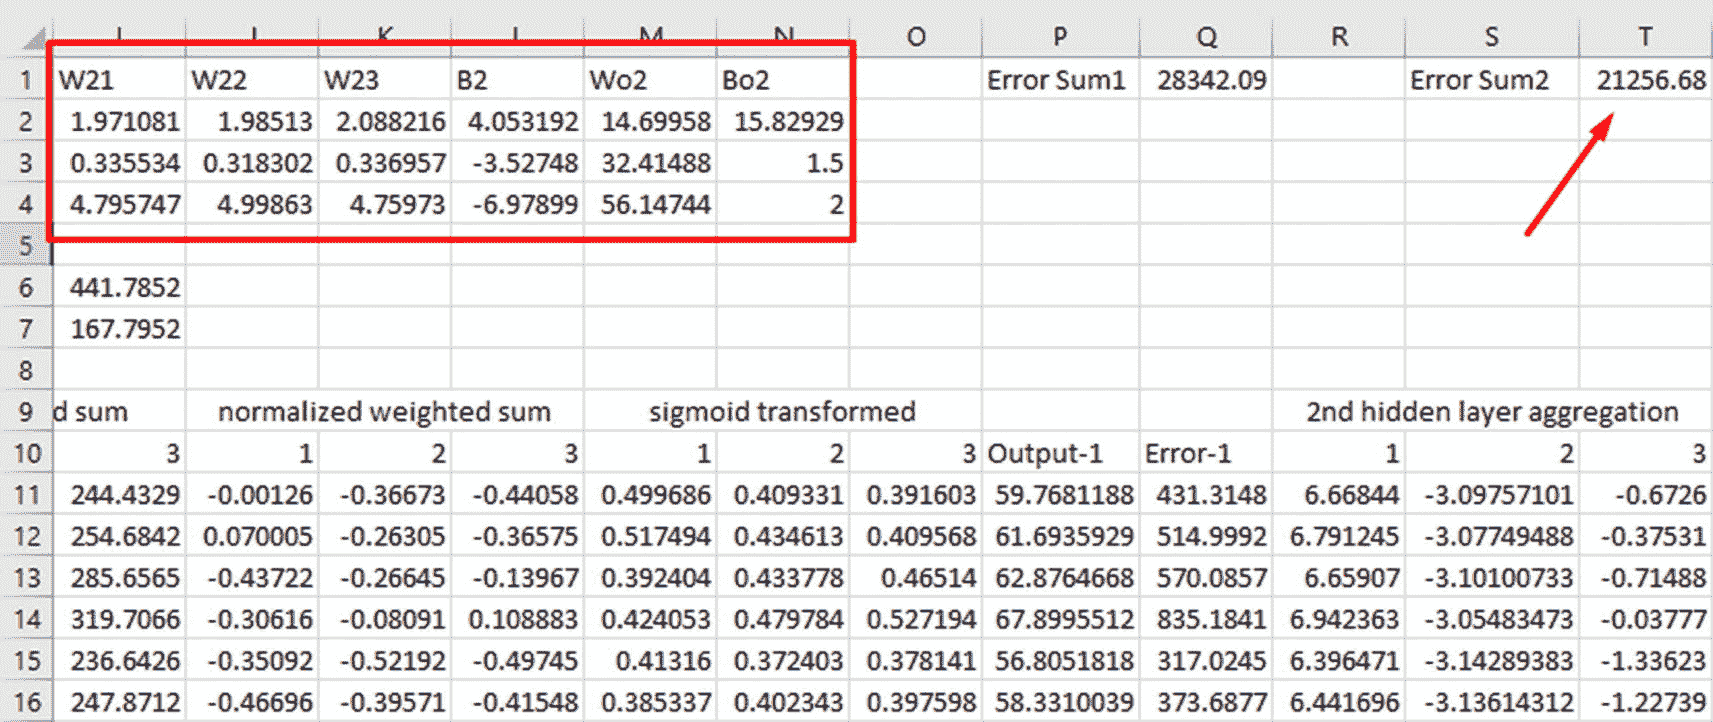 I J K L M N O P Q R S T
1 W21 W22 W23 B2 Wo2 Bo2 Error Sum1 28342.09 Error Sum2 21256.68
2 1.971081 1.98513 2.088216 4.053192 14.69958 15.82929
3 0.335534 0.318302 0.336957 -3.52748 32.41488 1.5
4 4.795747 4.99863 4.75973 -6.97899 56.14744 2
5
6 441.7852
7 167.7952
8
9 d sum normalized weighted sum sigmoid transformed 2nd hidden layer aggregation
10 3 1 2 3 1 2 3 Output-1 Error-1 1 2 3
11 244.4329 -0.00126 -0.36673 -0.44058 0.499686 0.409331 0.391603 59.7681188 431.3148 6.66844 -3.09757101 -0.6726
12 254.6842 0.070005 -0.26305 -0.36575 0.517494 0.434613 0.409568 61.6935929 514.9992 6.791245 -3.07749488 -0.37531
13 285.6565 -0.43722 -0.26645 -0.13967 0.392404 0.433778 0.46514 62.8764668 570.0857 6.65907 -3.10100733 -0.71488
14 319.7066 -0.30616 -0.08091 0.108883 0.424053 0.479784 0.527194 67.8995512 835.1841 6.942363 -3.05483473 -0.03777
15 236.6426 -0.35092 -0.52192 -0.49745 0.41316 0.372403 0.378141 56.8051818 317.0245 6.396471 -3.14289383 -1.33623
16 247.8712 -0.46696 -0.39571 -0.41548 0.385337 0.402343 0.397598 58.3310039 373.6877 6.441696 -3.13614312 -1.22739